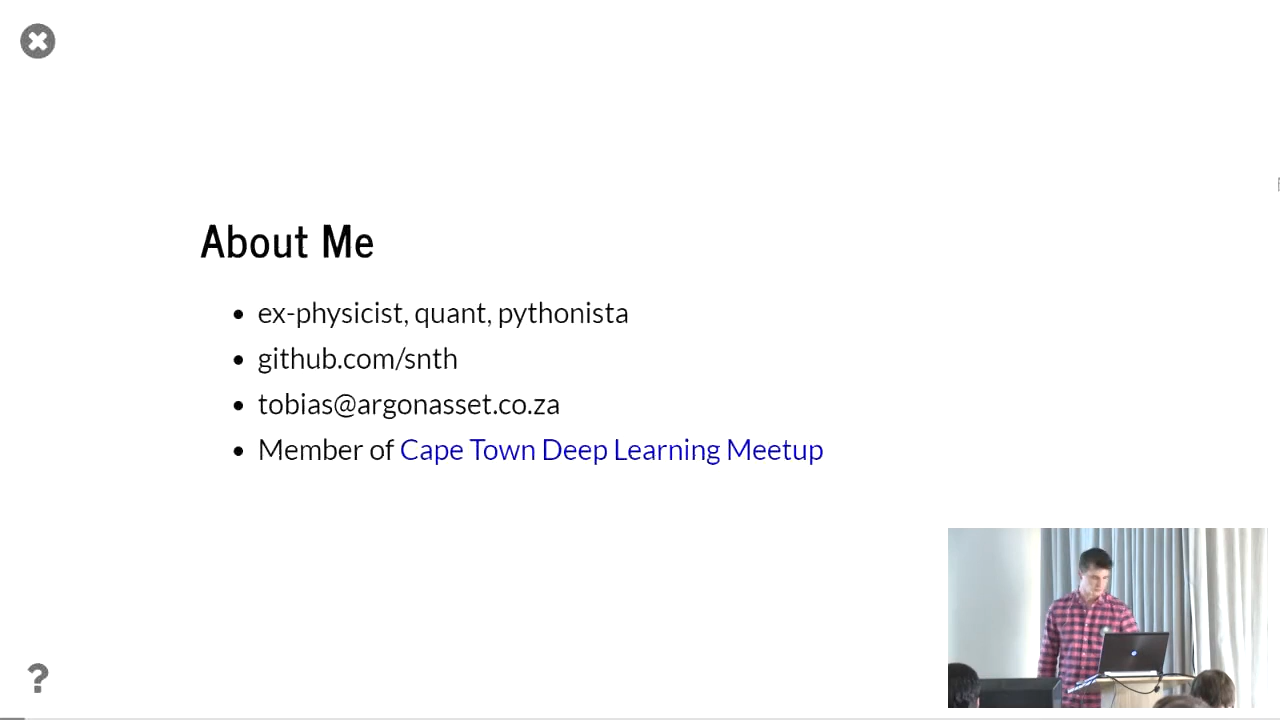 About Me
ex-physicist, quant, pythonista
github.com/snth
tobias@argonasset.co.za
Member of Cape Town Deep Learning Meetup
?